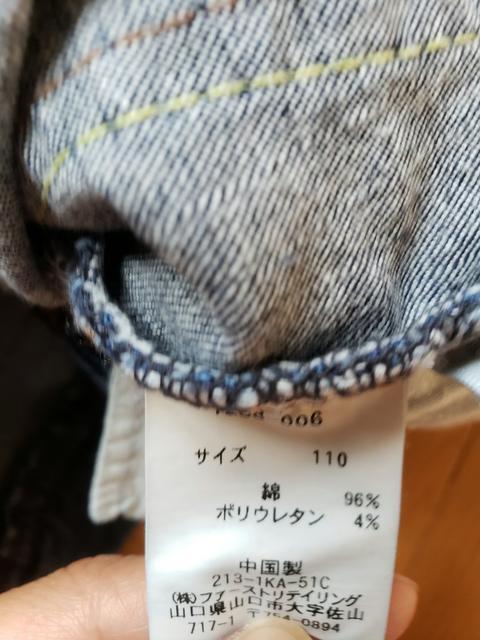 006
サイズ 110
綿 96%
ポリウレタン 4%
中国製
213-1KA-51C
(株)ファーストリテイリング
山口県山口市大字佐山
717-1 〒754-0894